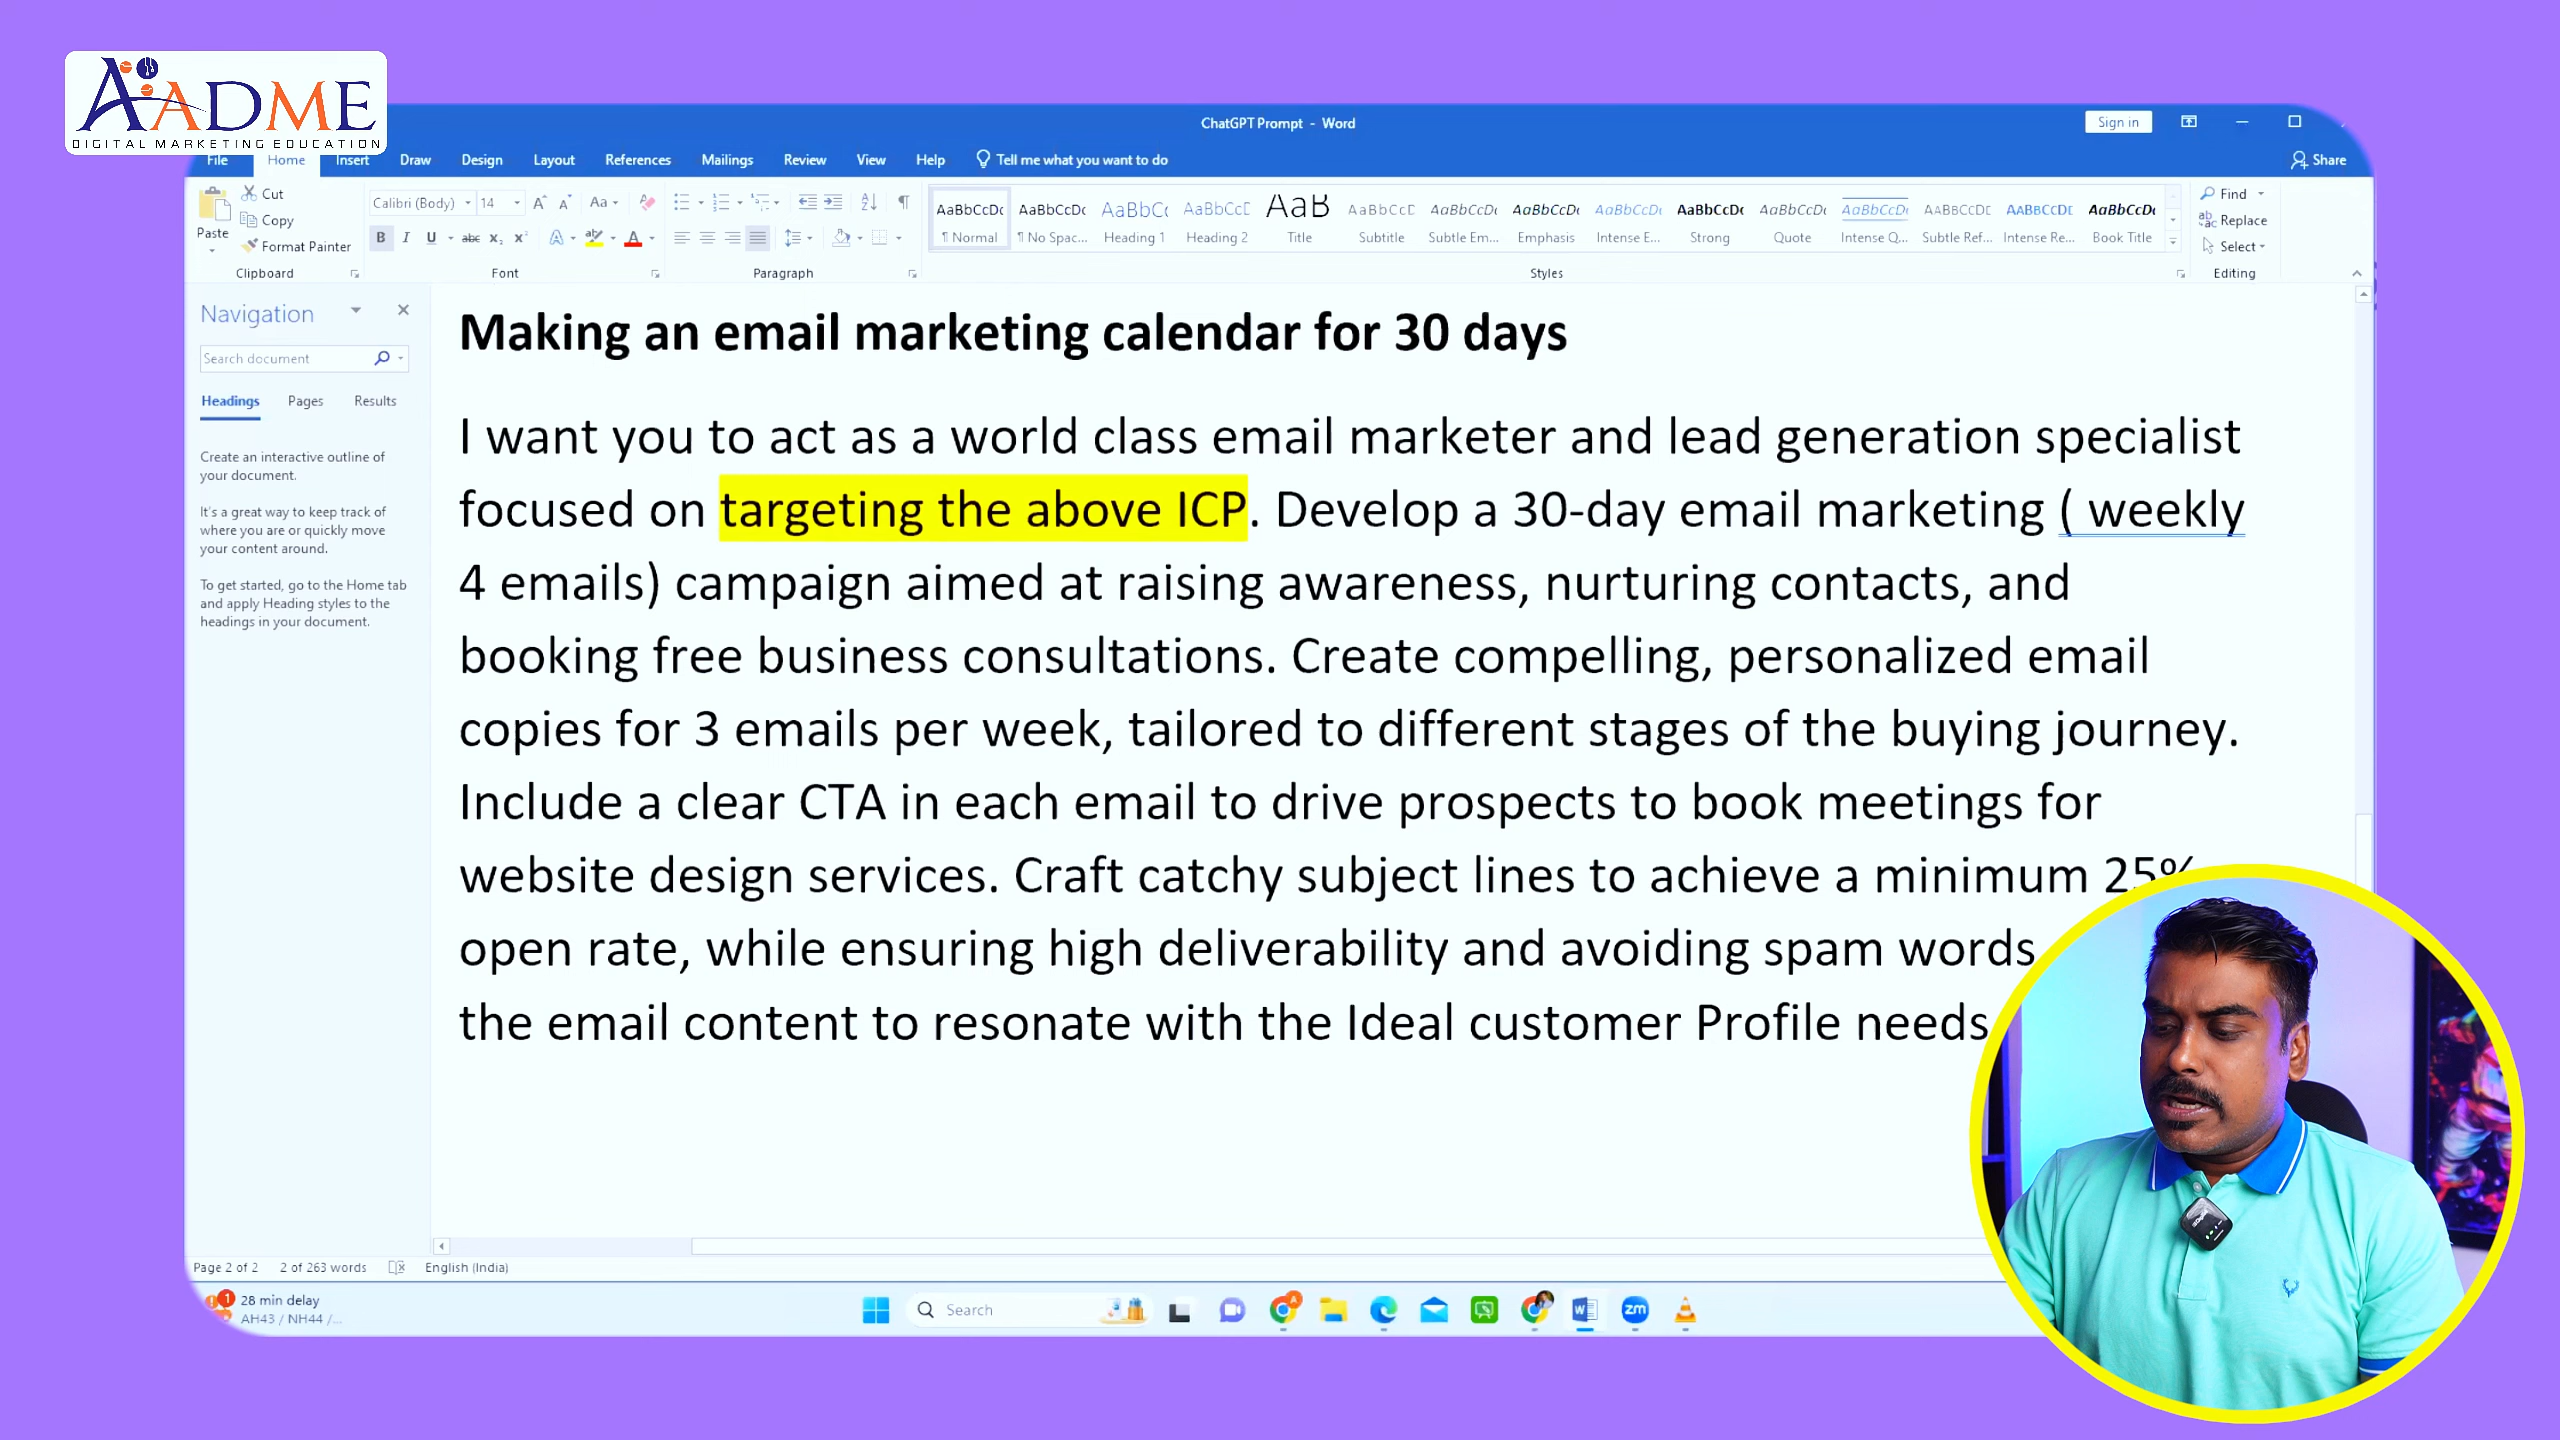 AADME
DIGITAL MARKETING EDUCATION
ChatGPT Prompt - Word
Sign in
File Home Insert Draw Design Layout References Mailings Review View Help Tell me what you want to do
Share
Paste
Cut
Copy
Format Painter
Clipboard
Calibri (Body) 14
Font
Paragraph
AaBbCcDc AaBbCcDc AaBbCc AaBbCcD AaB AaBbCcD AaBbCcDc AaBbCcDc AaBbCcDc AaBbCcDc AaBbCcDc AaBbCcDc AABBCCDD AABBCCDD AaBbCcDc
¶ Normal ¶ No Spac... Heading 1 Heading 2 Title Subtitle Subtle Em... Emphasis Intense E... Strong Quote Intense Q... Subtle Ref... Intense Re... Book Title
Styles
Find
Replace
Select
Editing
Navigation
Search document
Headings Pages Results
Create an interactive outline of
your document.
It's a great way to keep track of
where you are or quickly move
your content around.
To get started, go to the Home tab
and apply Heading styles to the
headings in your document.
Making an email marketing calendar for 30 days
I want you to act as a world class email marketer and lead generation specialist
focused on targeting the above ICP. Develop a 30-day email marketing ( weekly
4 emails) campaign aimed at raising awareness, nurturing contacts, and
booking free business consultations. Create compelling, personalized email
copies for 3 emails per week, tailored to different stages of the buying journey.
Include a clear CTA in each email to drive prospects to book meetings for
website design services. Craft catchy subject lines to achieve a minimum 25%
open rate, while ensuring high deliverability and avoiding spam words
the email content to resonate with the Ideal customer Profile needs
Page 2 of 2 2 of 263 words English (India)
1
28 min delay
AH43 / NH44 /...
Search
zm